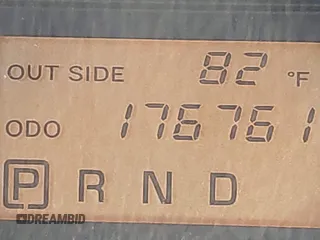 OUT SIDE 82 °F
ODO 176761
P R N D
DREAMBID